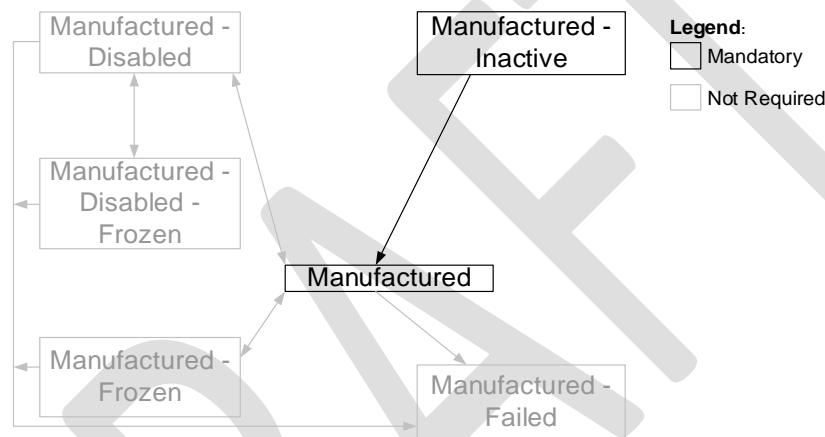 Manufactured -
Disabled
Manufactured -
Inactive
Legend:
Mandatory
Not Required
Manufactured -
Disabled -
Frozen
Manufactured
Manufactured -
Frozen
Manufactured -
Failed